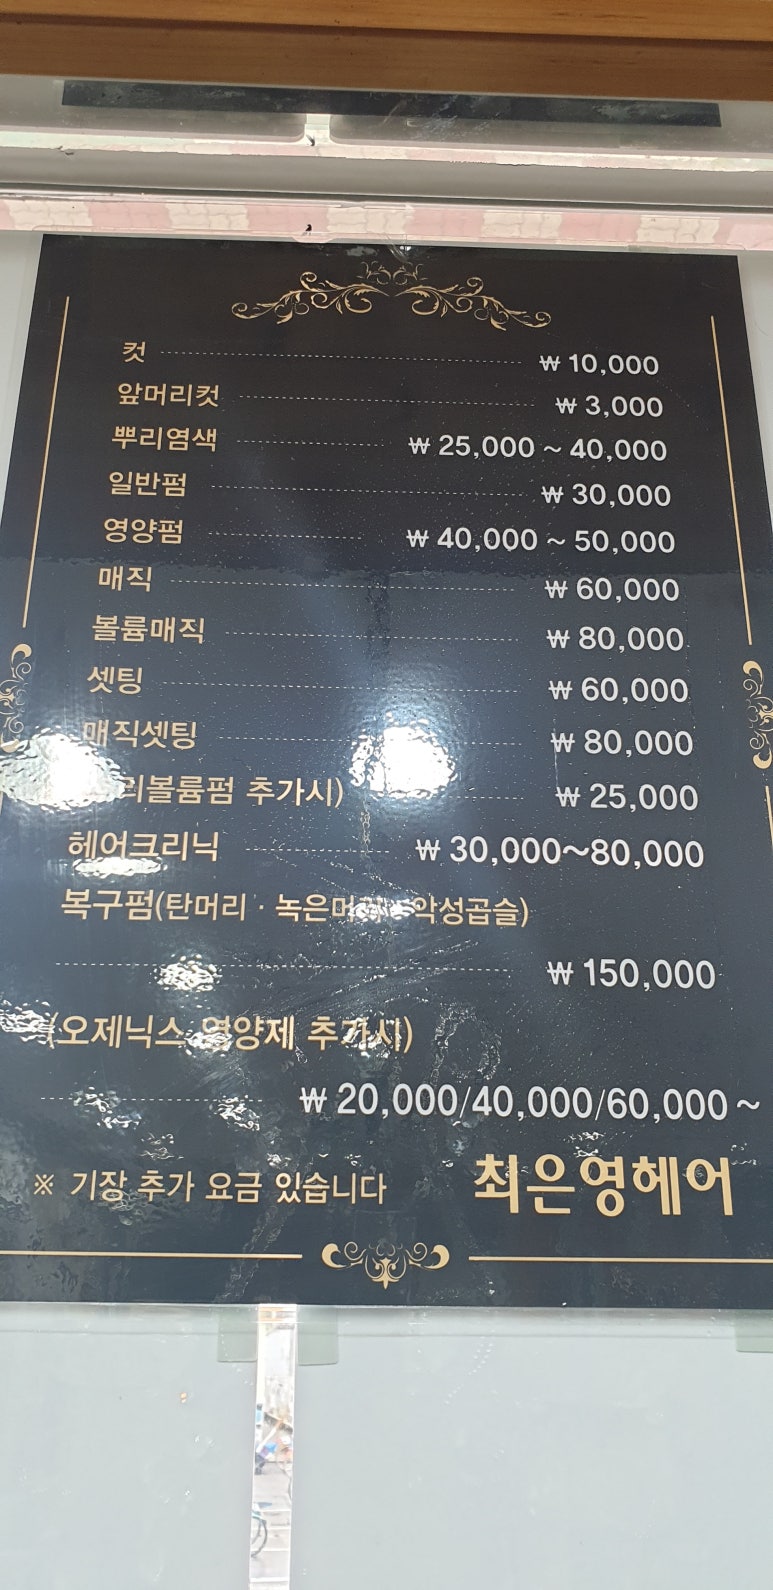 컷 ₩ 10,000
앞머리컷 ₩ 3,000
뿌리염색 ₩ 25,000 ~ 40,000
일반펌 ₩ 30,000
영양펌 ₩ 40,000 ~ 50,000
매직 ₩ 60,000
볼륨매직 ₩ 80,000
셋팅 ₩ 60,000
매직셋팅 ₩ 80,000
추가시) ₩ 25,000
헤어크리닉 ₩ 30,000~80,000
복구펌(탄머리 · 녹은머리 · 악성곱슬)
₩ 150,000
(오제닉스 영양제 추가시)
₩ 20,000/40,000/60,000 ~
※ 기장 추가 요금 있습니다
최은영헤어